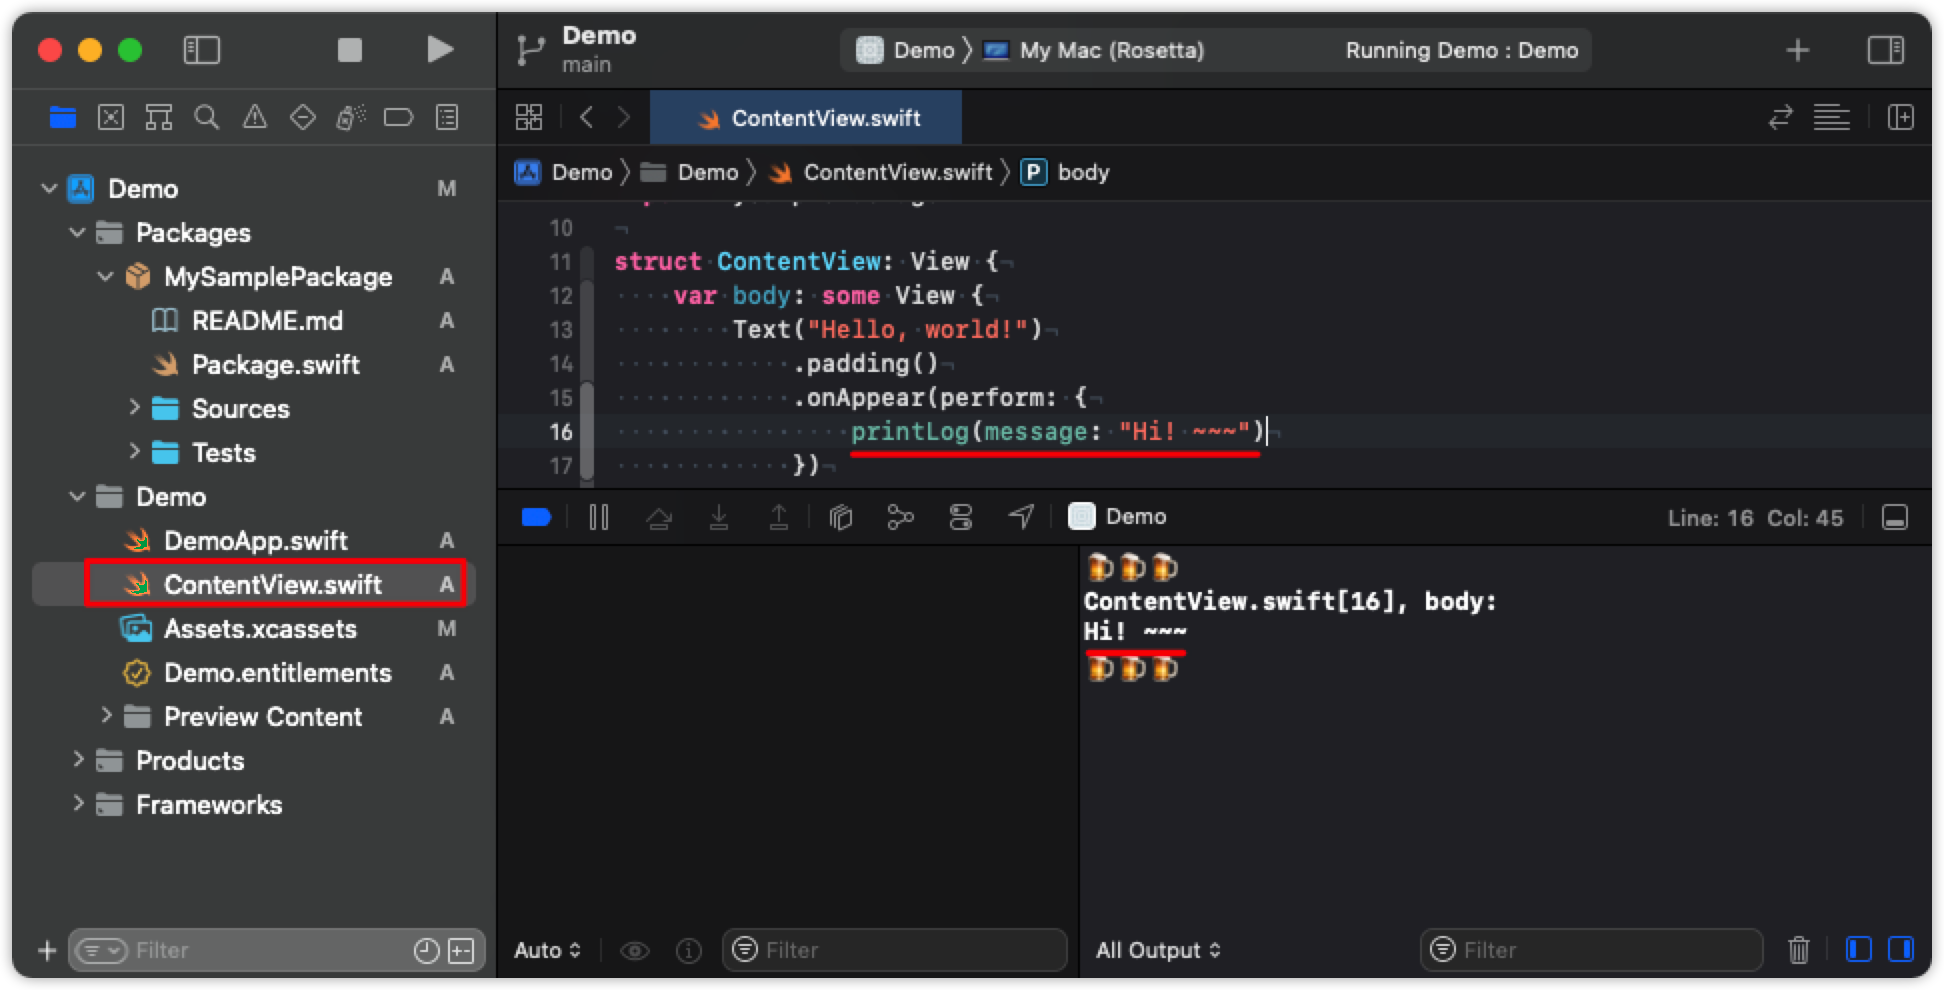 Demo
main
Demo 〉 My Mac (Rosetta)
Running Demo : Demo
ContentView.swift
Demo 〉 Demo 〉 ContentView.swift 〉 P body
Demo M
Packages
MySamplePackage A
README.md A
Package.swift A
Sources
Tests
Demo
DemoApp.swift A
ContentView.swift A
Assets.xcassets M
Demo.entitlements A
Preview Content A
Products
Frameworks
Filter
10
11 struct ContentView: View {
12 var body: some View {
13 Text("Hello, world!")
14 .padding()
15 .onAppear(perform: {
16 printLog(message: "Hi! ~~~")
17 })
Demo
Line: 16 Col: 45
🍺🍺🍺
ContentView.swift[16], body:
Hi! ~~~
🍺🍺🍺
Auto
Filter
All Output
Filter